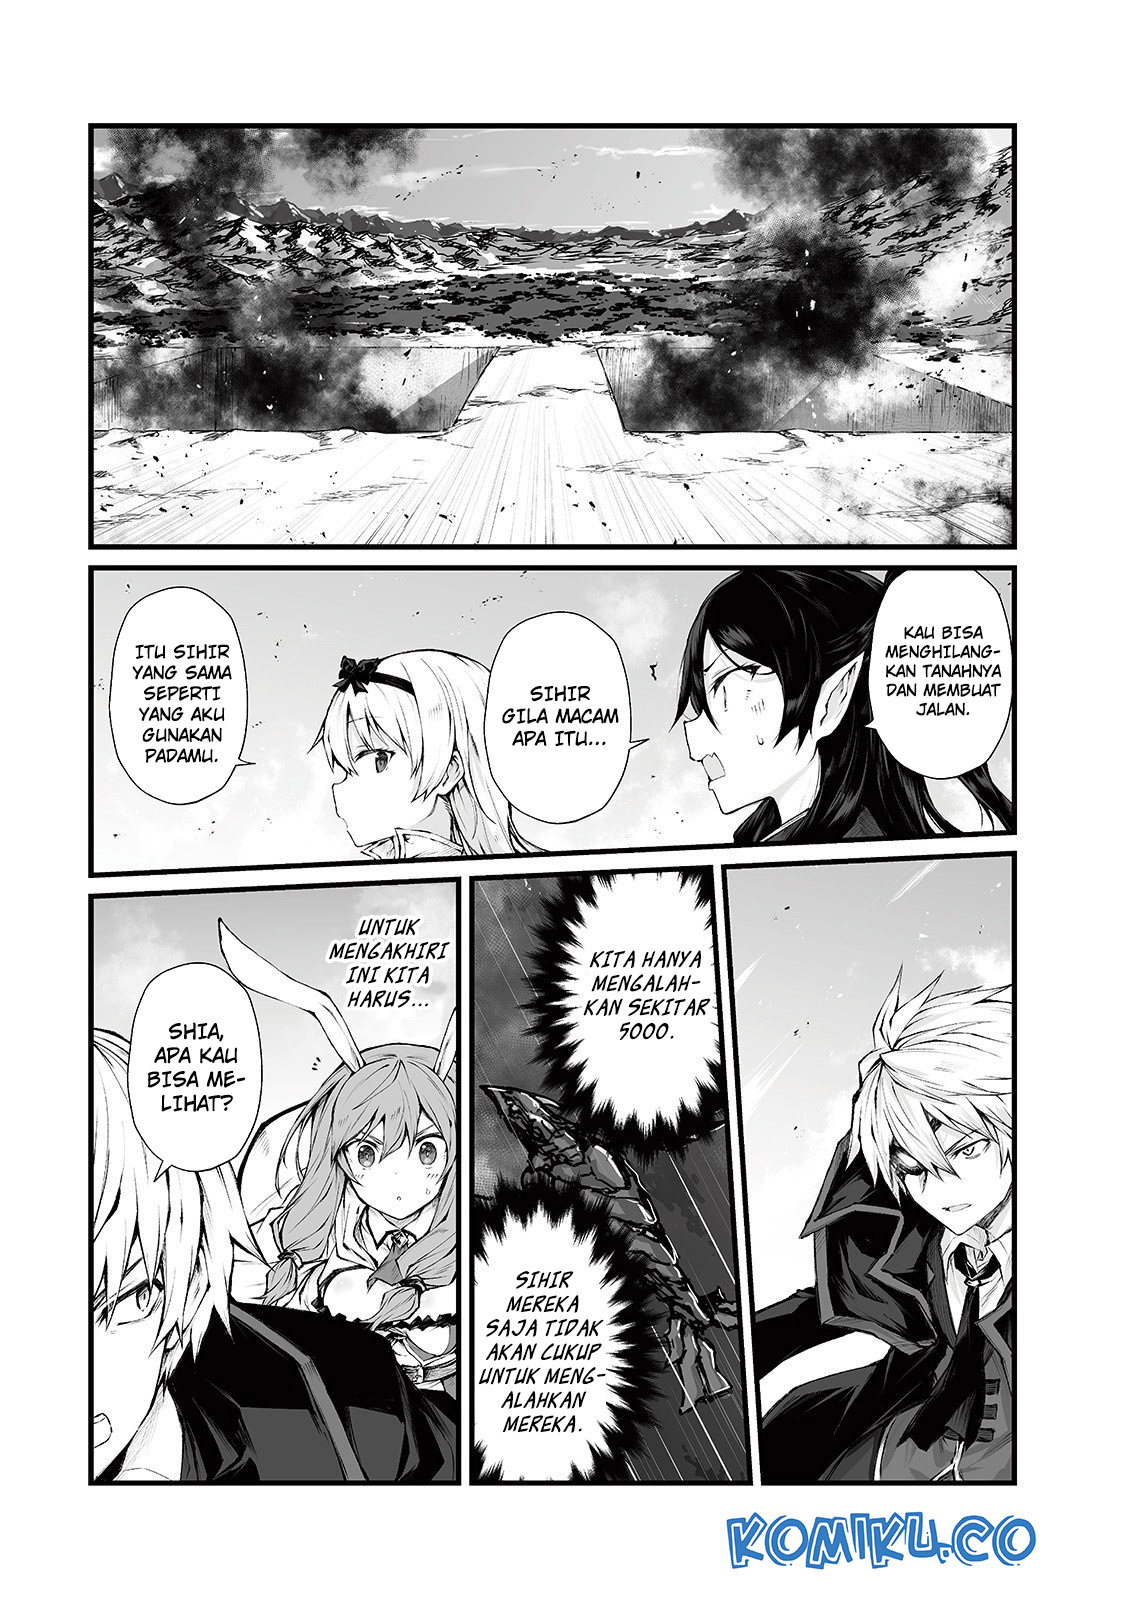 KAU BISA
MENGHILANG-
KAN TANAHNYA
DAN MEMBUAT
JALAN.
SIHIR
GILA MACAM
APA ITU...
ITU SIHIR
YANG SAMA
SEPERTI
YANG AKU
GUNAKAN
PADAMU.
KITA HANYA
MENGALAH-
KAN SEKITAR
5000.
SIHIR
MEREKA
SAJA TIDAK
AKAN CUKUP
UNTUK MENG-
ALAHKAN
MEREKA.
UNTUK
MENGAKHIRI
INI KITA
HARUS...
SHIA,
APA KAU
BISA ME-
LIHAT?
KOMIKU.CO